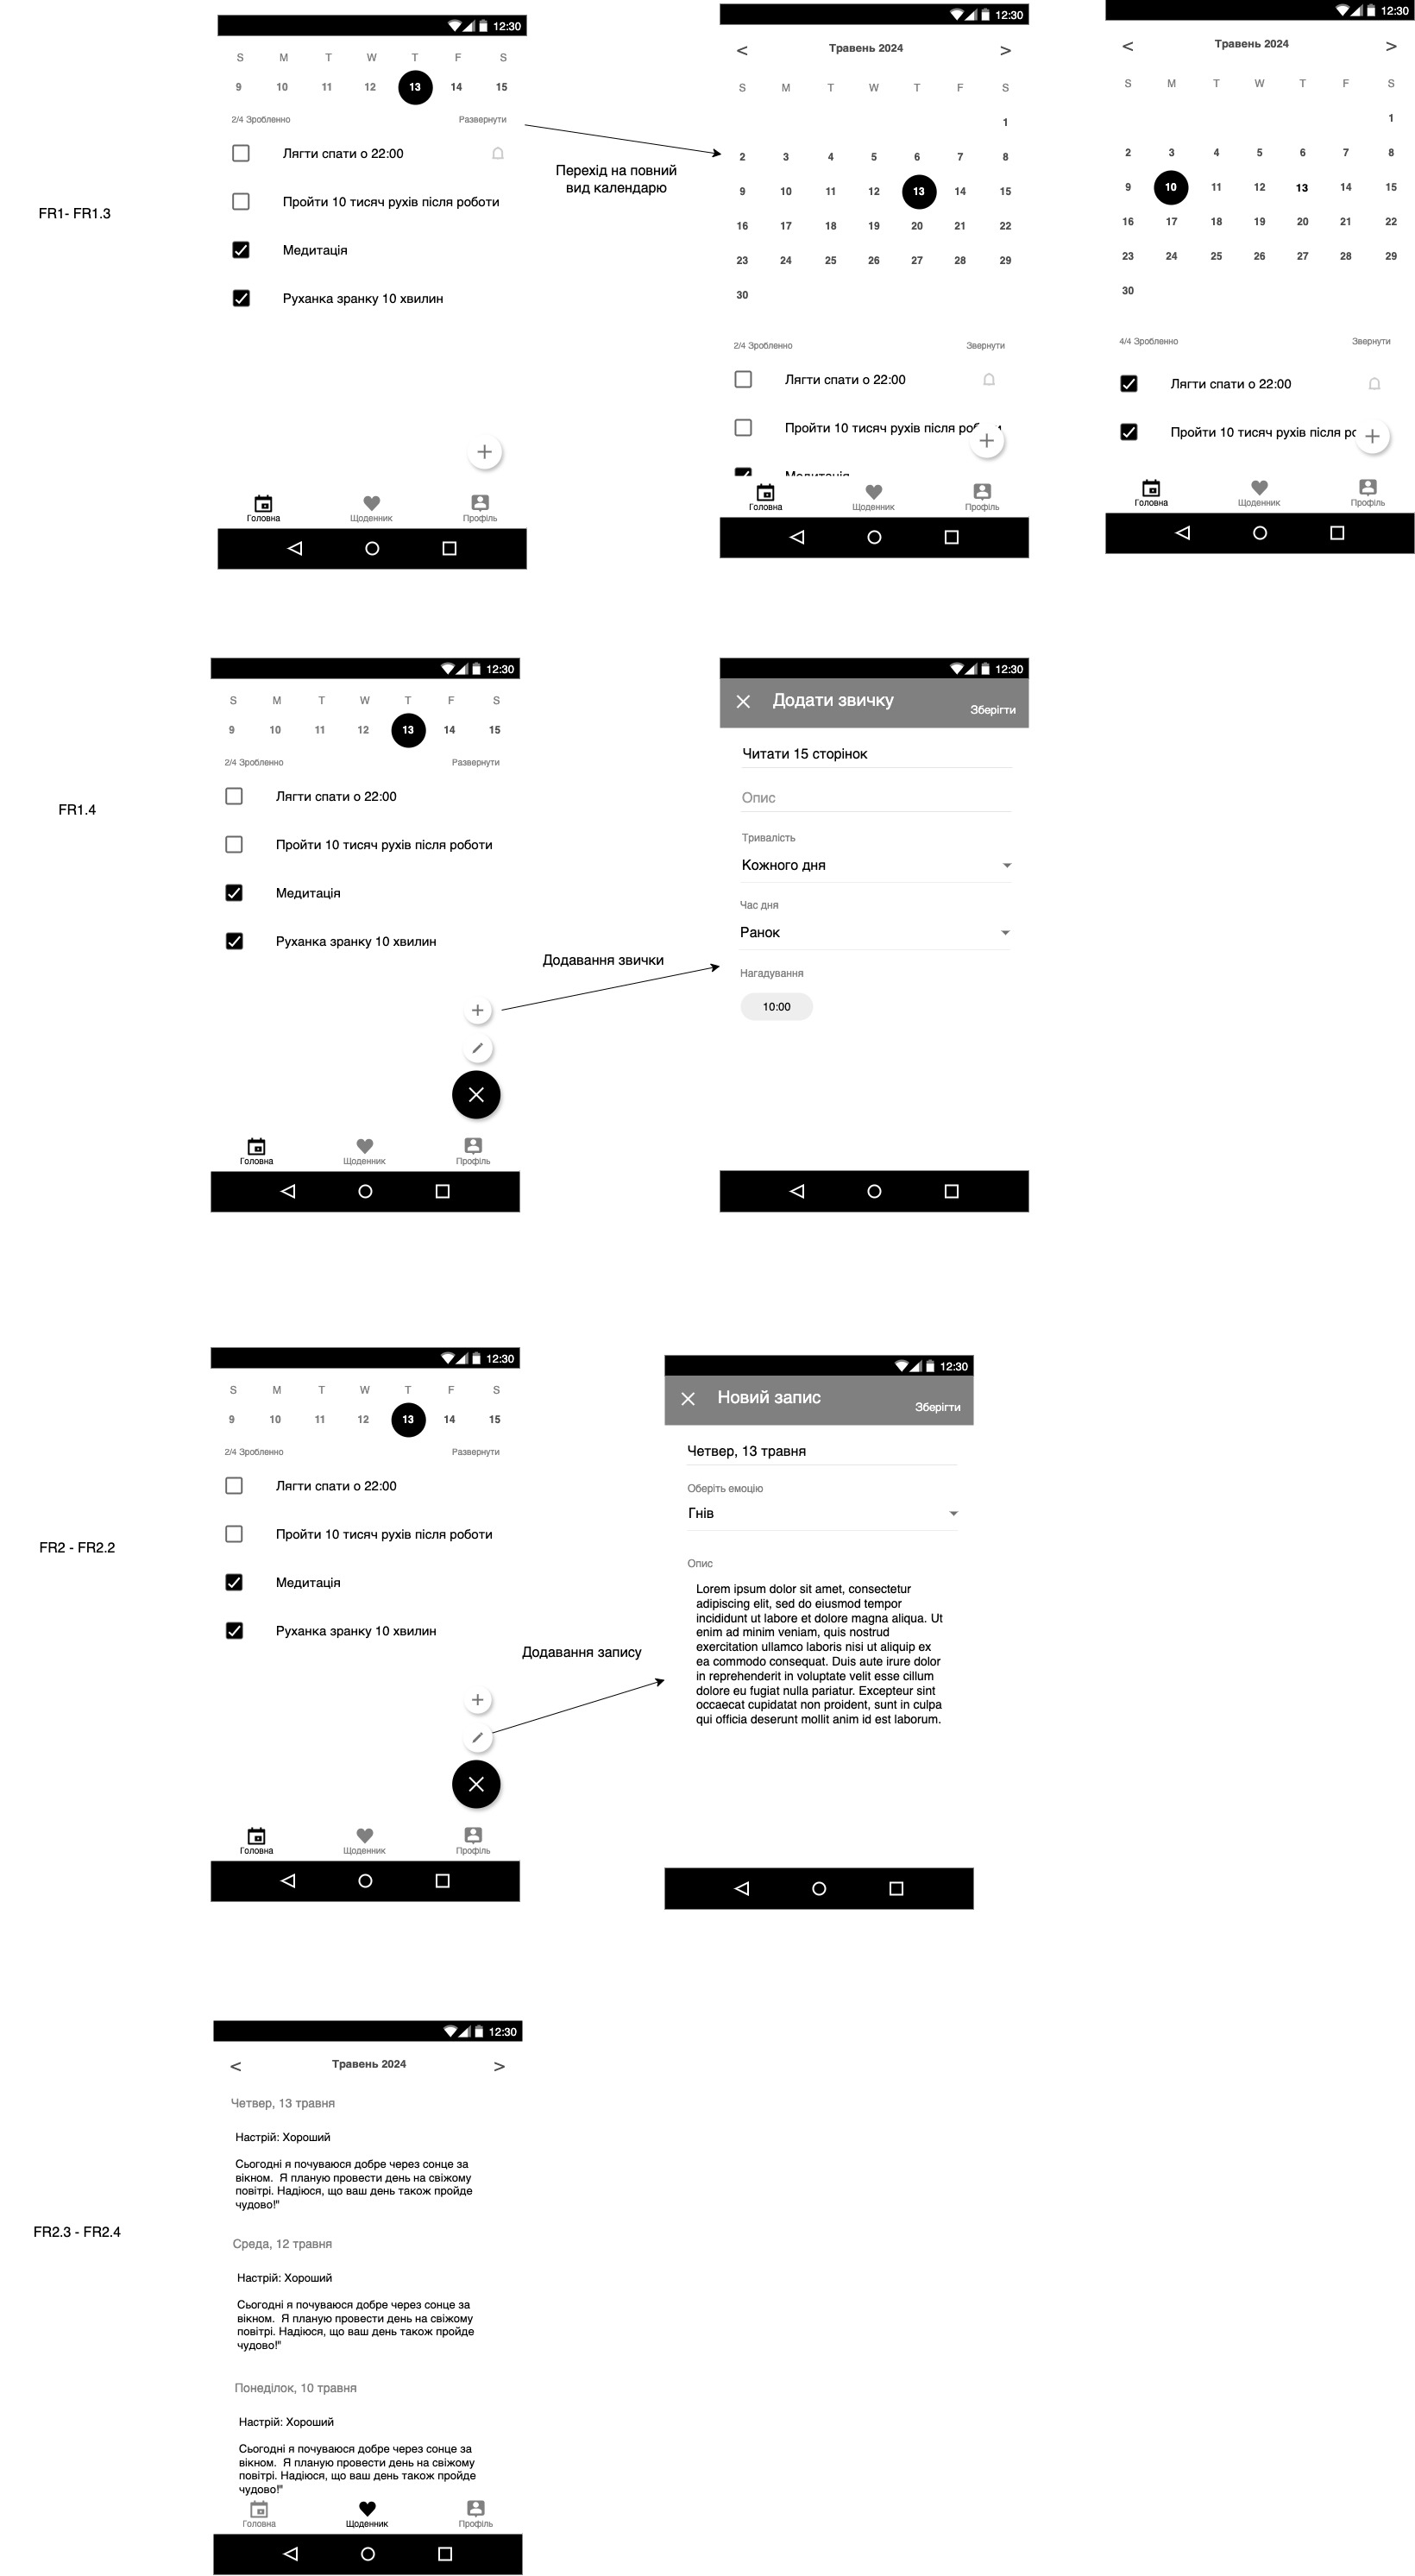 FR1- FR1.3
12:30
S M T W T F S
9 10 11 12 13 14 15
2/4 Зробленно Развернути
Лягти спати о 22:00
Пройти 10 тисяч рухів після роботи
Медитація
Руханка зранку 10 хвилин
Головна Щоденник Профіль
Перехід на повний
вид календарю
12:30
< Травень 2024 >
S M T W T F S
1
2 3 4 5 6 7 8
9 10 11 12 13 14 15
16 17 18 19 20 21 22
23 24 25 26 27 28 29
30
2/4 Зробленно Звернути
Лягти спати о 22:00
Пройти 10 тисяч рухів після роботи
Медитація
Головна Щоденник Профіль
12:30
< Травень 2024 >
S M T W T F S
1
2 3 4 5 6 7 8
9 10 11 12 13 14 15
16 17 18 19 20 21 22
23 24 25 26 27 28 29
30
4/4 Зробленно Звернути
Лягти спати о 22:00
Пройти 10 тисяч рухів після рс
Головна Щоденник Профіль
FR1.4
12:30
S M T W T F S
9 10 11 12 13 14 15
2/4 Зробленно Развернути
Лягти спати о 22:00
Пройти 10 тисяч рухів після роботи
Медитація
Руханка зранку 10 хвилин
Головна Щоденник Профіль
Додавання звички
12:30
Додати звичку
Зберігти
Читати 15 сторінок
Опис
Тривалість
Кожного дня
Час дня
Ранок
Нагадування
10:00
FR2 - FR2.2
12:30
S M T W T F S
9 10 11 12 13 14 15
2/4 Зробленно Развернути
Лягти спати о 22:00
Пройти 10 тисяч рухів після роботи
Медитація
Руханка зранку 10 хвилин
Головна Щоденник Профіль
Додавання запису
12:30
Новий запис
Зберігти
Четвер, 13 травня
Оберіть емоцію
Гнів
Опис
Lorem ipsum dolor sit amet, consectetur
adipiscing elit, sed do eiusmod tempor
incididunt ut labore et dolore magna aliqua. Ut
enim ad minim veniam, quis nostrud
exercitation ullamco laboris nisi ut aliquip ex
ea commodo consequat. Duis aute irure dolor
in reprehenderit in voluptate velit esse cillum
dolore eu fugiat nulla pariatur. Excepteur sint
occaecat cupidatat non proident, sunt in culpa
qui officia deserunt mollit anim id est laborum.
FR2.3 - FR2.4
12:30
< Травень 2024 >
Четвер, 13 травня
Настрій: Хороший
Сьогодні я почуваюся добре через сонце за
вікном. Я планую провести день на свіжому
повітрі. Надіюся, що ваш день також пройде
чудово!"
Среда, 12 травня
Настрій: Хороший
Сьогодні я почуваюся добре через сонце за
вікном. Я планую провести день на свіжому
повітрі. Надіюся, що ваш день також пройде
чудово!"
Понеділок, 10 травня
Настрій: Хороший
Сьогодні я почуваюся добре через сонце за
вікном. Я планую провести день на свіжому
повітрі. Надіюся, що ваш день також пройде
чудово!"
Головна Щоденник Профіль